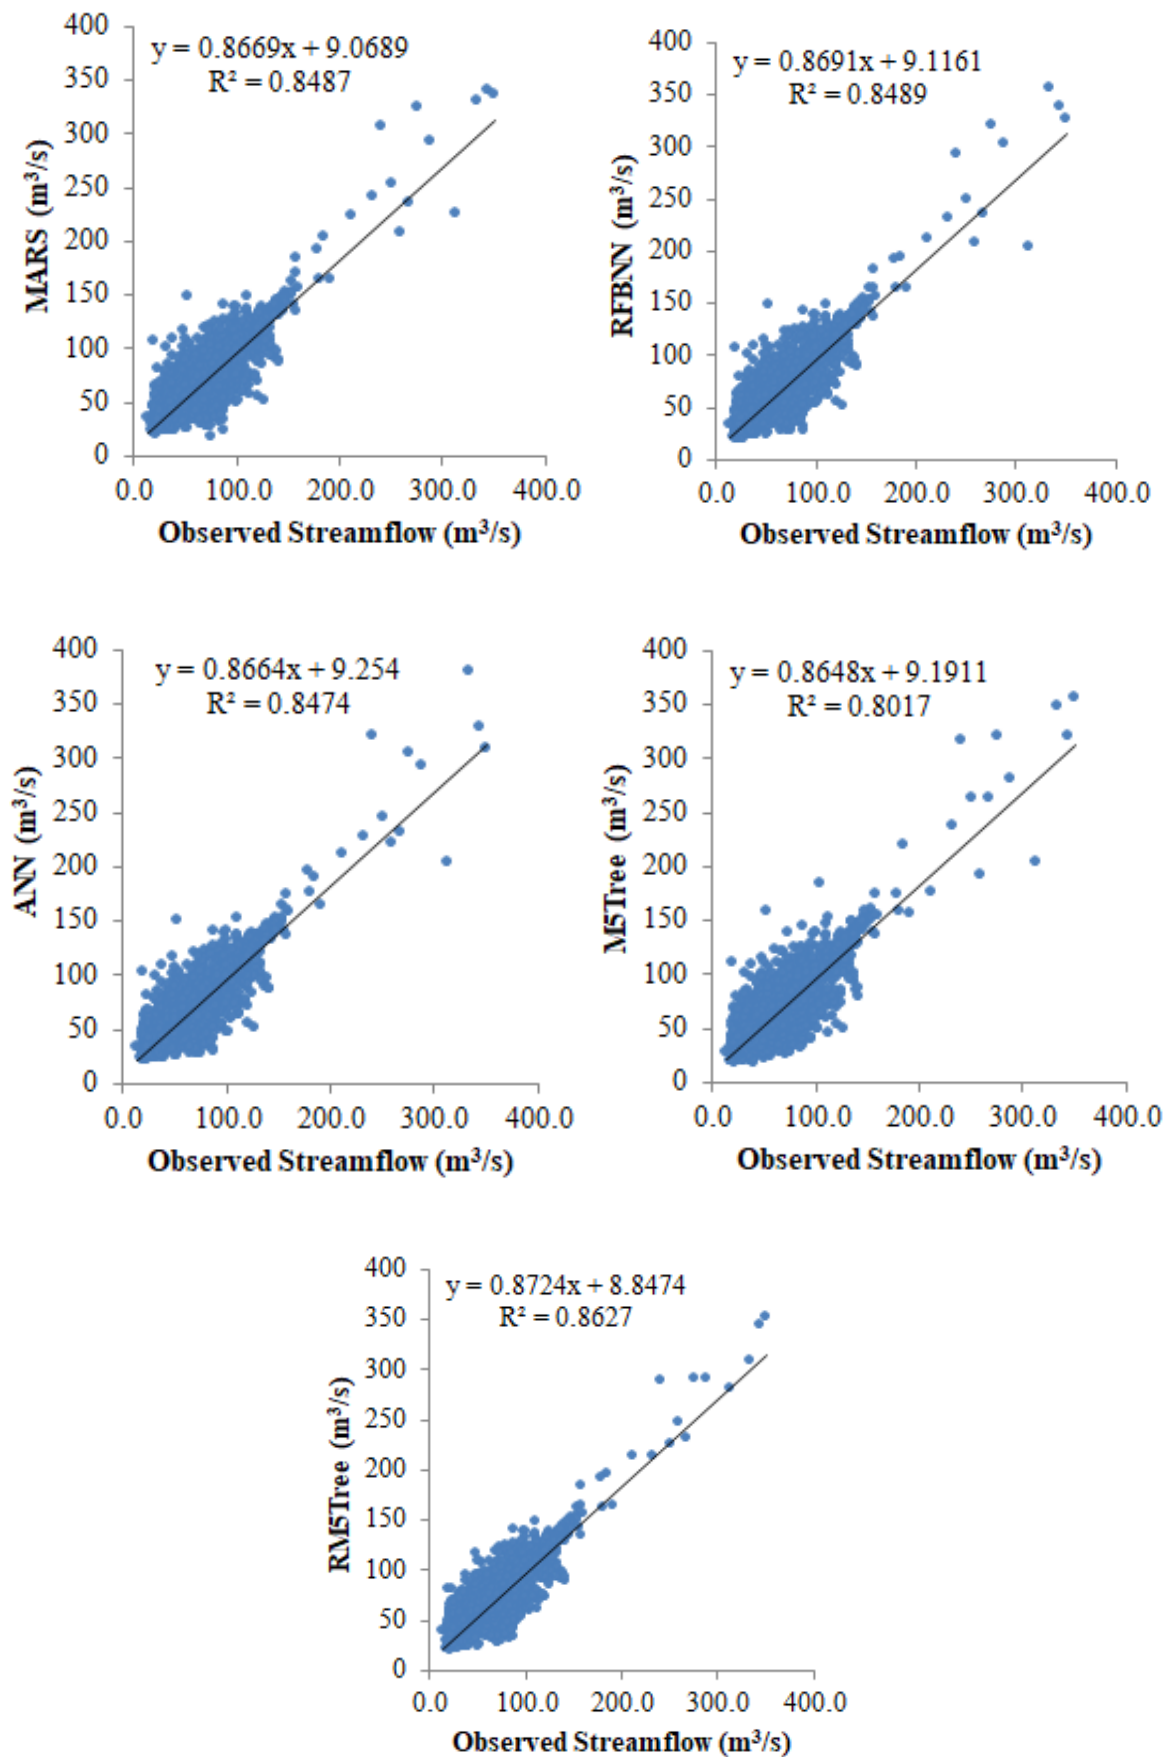 y = 0.8669x + 9.0689
R² = 0.8487
400
350
300
250
200
150
100
50
0
MARS (m³/s)
0.0 100.0 200.0 300.0 400.0
Observed Streamflow (m³/s)
y = 0.8691x + 9.1161
R² = 0.8489
400
350
300
250
200
150
100
50
0
RFBNN (m³/s)
0.0 100.0 200.0 300.0 400.0
Observed Streamflow (m³/s)
y = 0.8664x + 9.254
R² = 0.8474
400
350
300
250
200
150
100
50
0
ANN (m³/s)
0.0 100.0 200.0 300.0 400.0
Observed Streamflow (m³/s)
y = 0.8648x + 9.1911
R² = 0.8017
400
350
300
250
200
150
100
50
0
M5Tree (m³/s)
0.0 100.0 200.0 300.0 400.0
Observed Streamflow (m³/s)
y = 0.8724x + 8.8474
R² = 0.8627
400
350
300
250
200
150
100
50
0
RM5Tree (m³/s)
0.0 100.0 200.0 300.0 400.0
Observed Streamflow (m³/s)